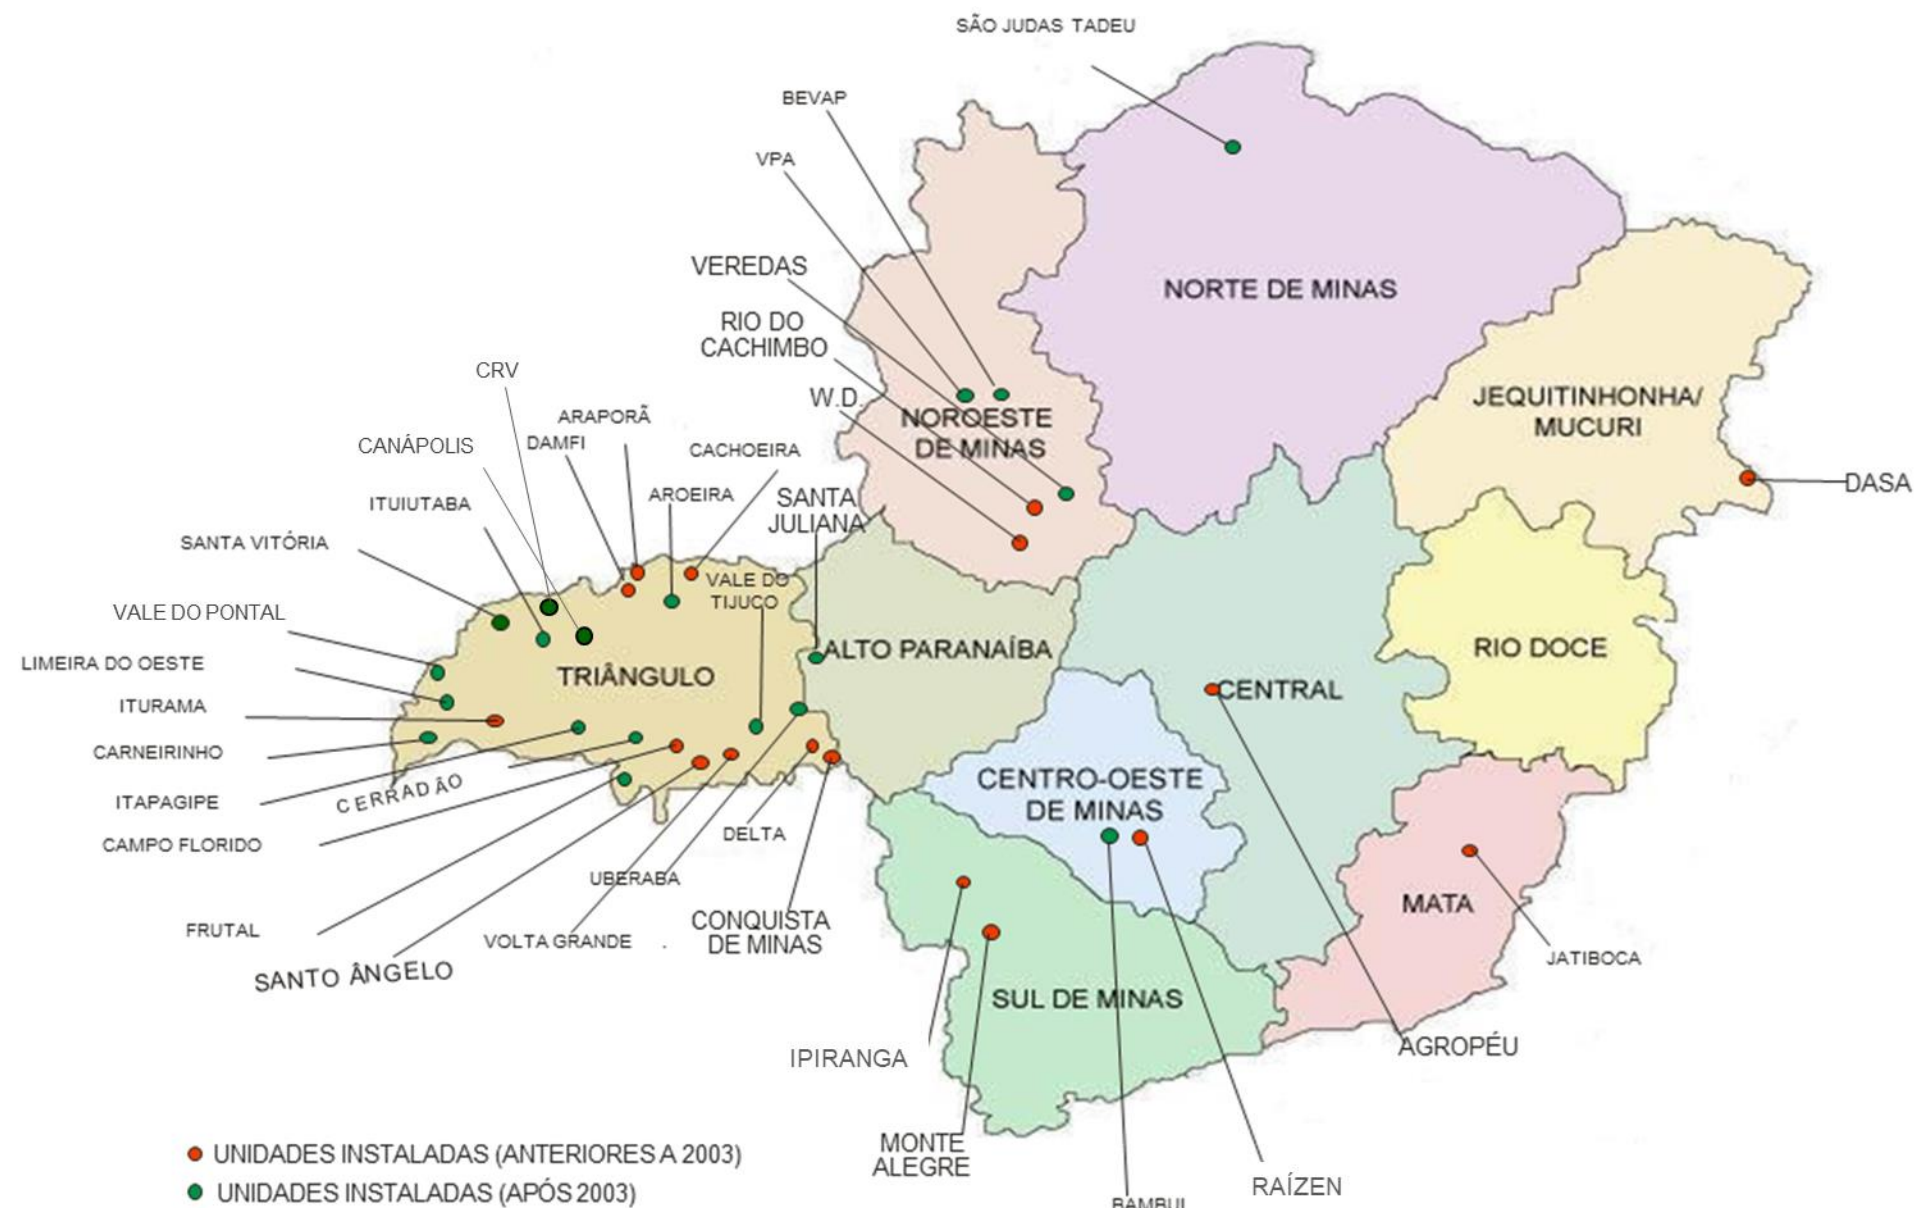 SÃO JUDAS TADEU
BEVAP
VPA
VEREDAS
NORTE DE MINAS
RIO DO
CACHIMBO
CRV
W.D.
ARAPORÃ
NOROESTE
DE MINAS
JEQUITINHONHA/
MUCURI
CANÁPOLIS
DAMFI
CACHOEIRA
ITUIUTABA
AROEIRA
SANTA
JULIANA
DASA
SANTA VITÓRIA
VALE DO
TIJUCO
VALE DO PONTAL
LIMEIRA DO OESTE
TRIÂNGULO
ALTO PARANAÍBA
RIO DOCE
CENTRAL
ITURAMA
CARNEIRINHO
CERRADÃO
ITAPAGIPE
CENTRO-OESTE
DE MINAS
CAMPO FLORIDO
DELTA
UBERABA
MATA
FRUTAL
VOLTA GRANDE
.
CONQUISTA
DE MINAS
JATIBOCA
SANTO ÂNGELO
SUL DE MINAS
IPIRANGA
AGROPÉU
MONTE
ALEGRE
UNIDADES INSTALADAS (ANTERIORES A 2003)
UNIDADES INSTALADAS (APÓS 2003)
RAÍZEN
BAMBUI